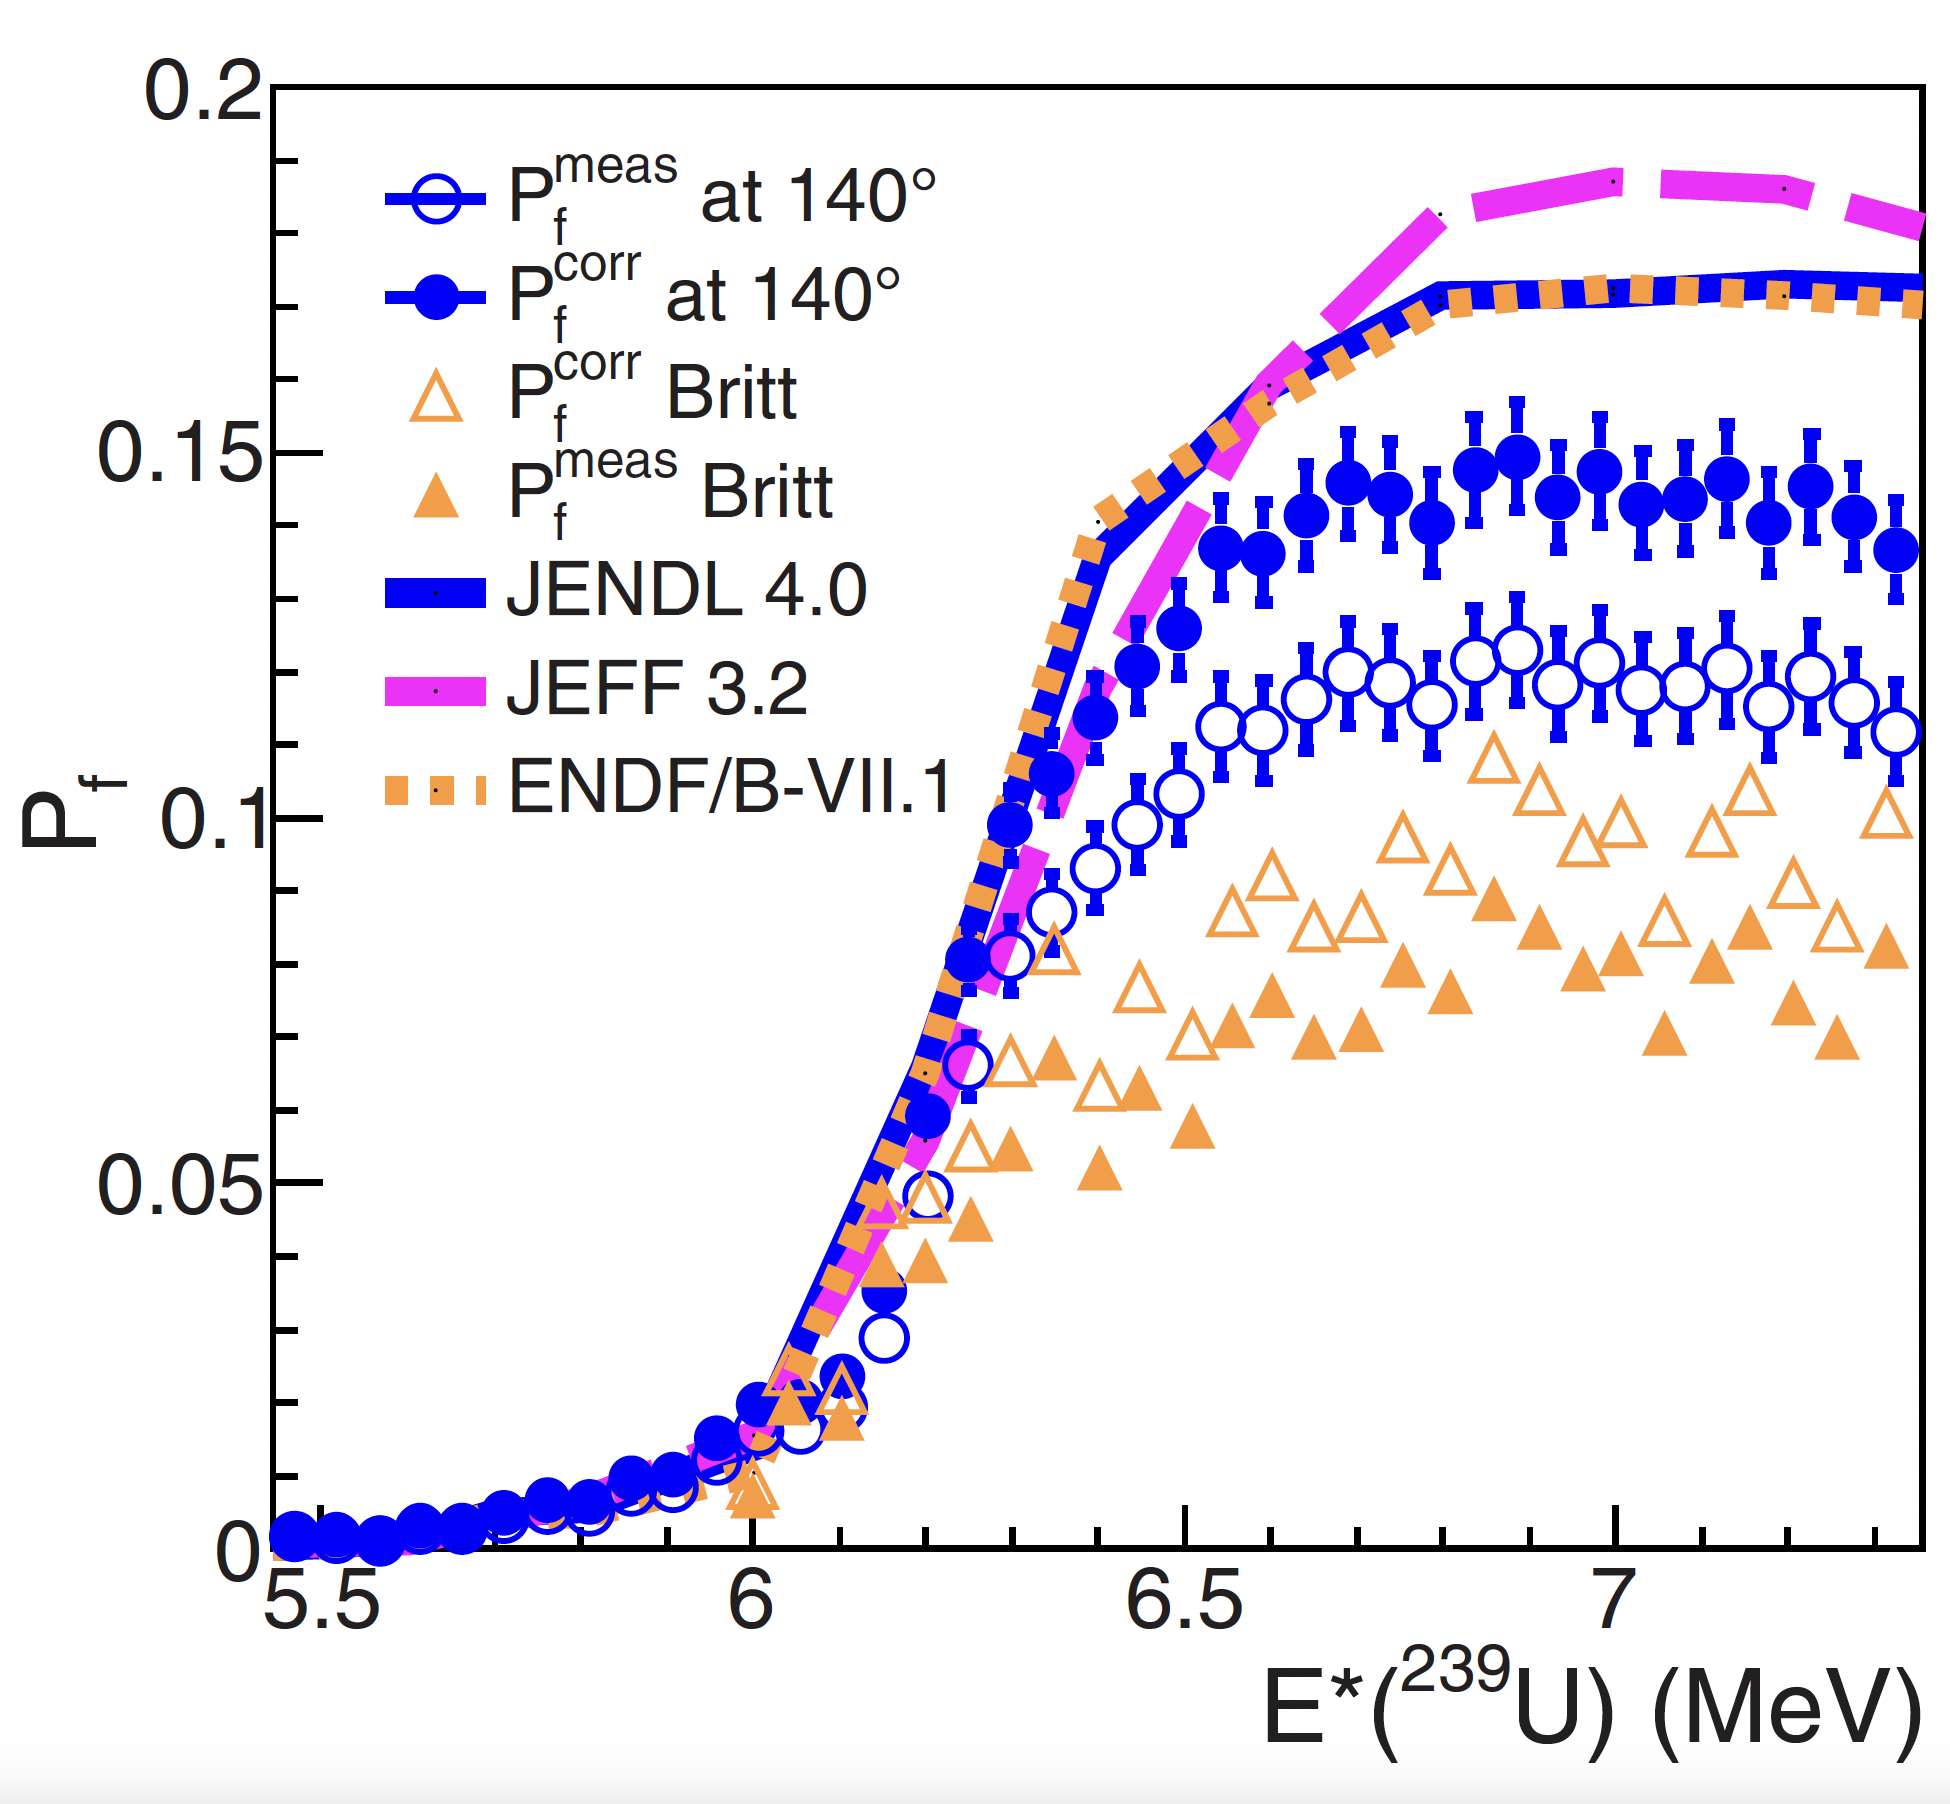 0.2
0.15
0.1
0.05
0
P_f
P_f^meas at 140°
P_f^corr at 140°
P_f^corr Britt
P_f^meas Britt
JENDL 4.0
JEFF 3.2
ENDF/B-VII.1
5.5 6 6.5 7
E*(²³⁹U) (MeV)